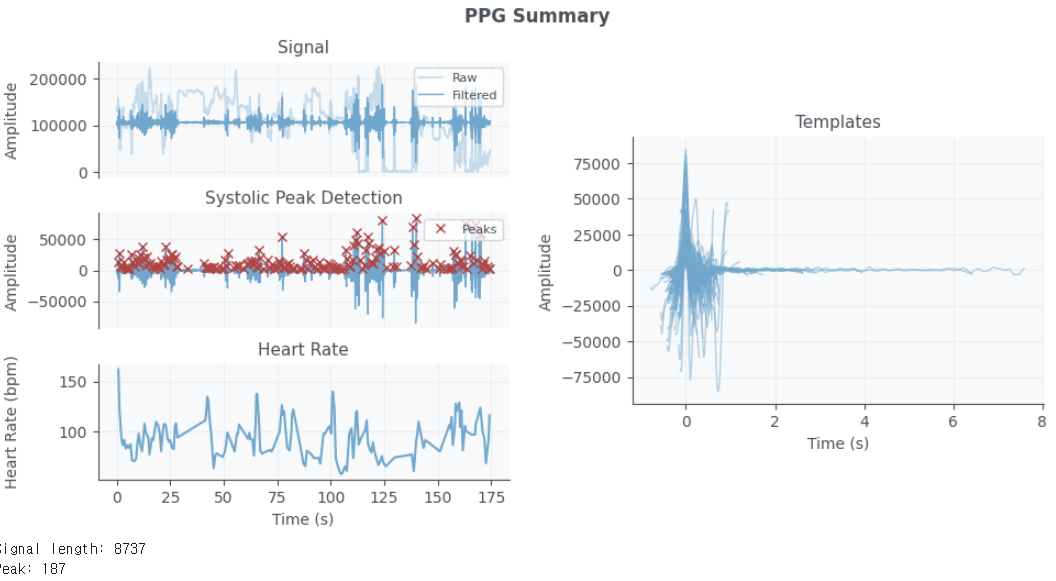 PPG Summary
Signal
Amplitude
200000
100000
0
Raw
Filtered
Systolic Peak Detection
Amplitude
50000
0
−50000
Peaks
Heart Rate
Heart Rate (bpm)
150
100
0 25 50 75 100 125 150 175
Time (s)
Templates
Amplitude
75000
50000
25000
0
−25000
−50000
−75000
0 2 4 6 8
Time (s)
Signal length: 8737
Peak: 187